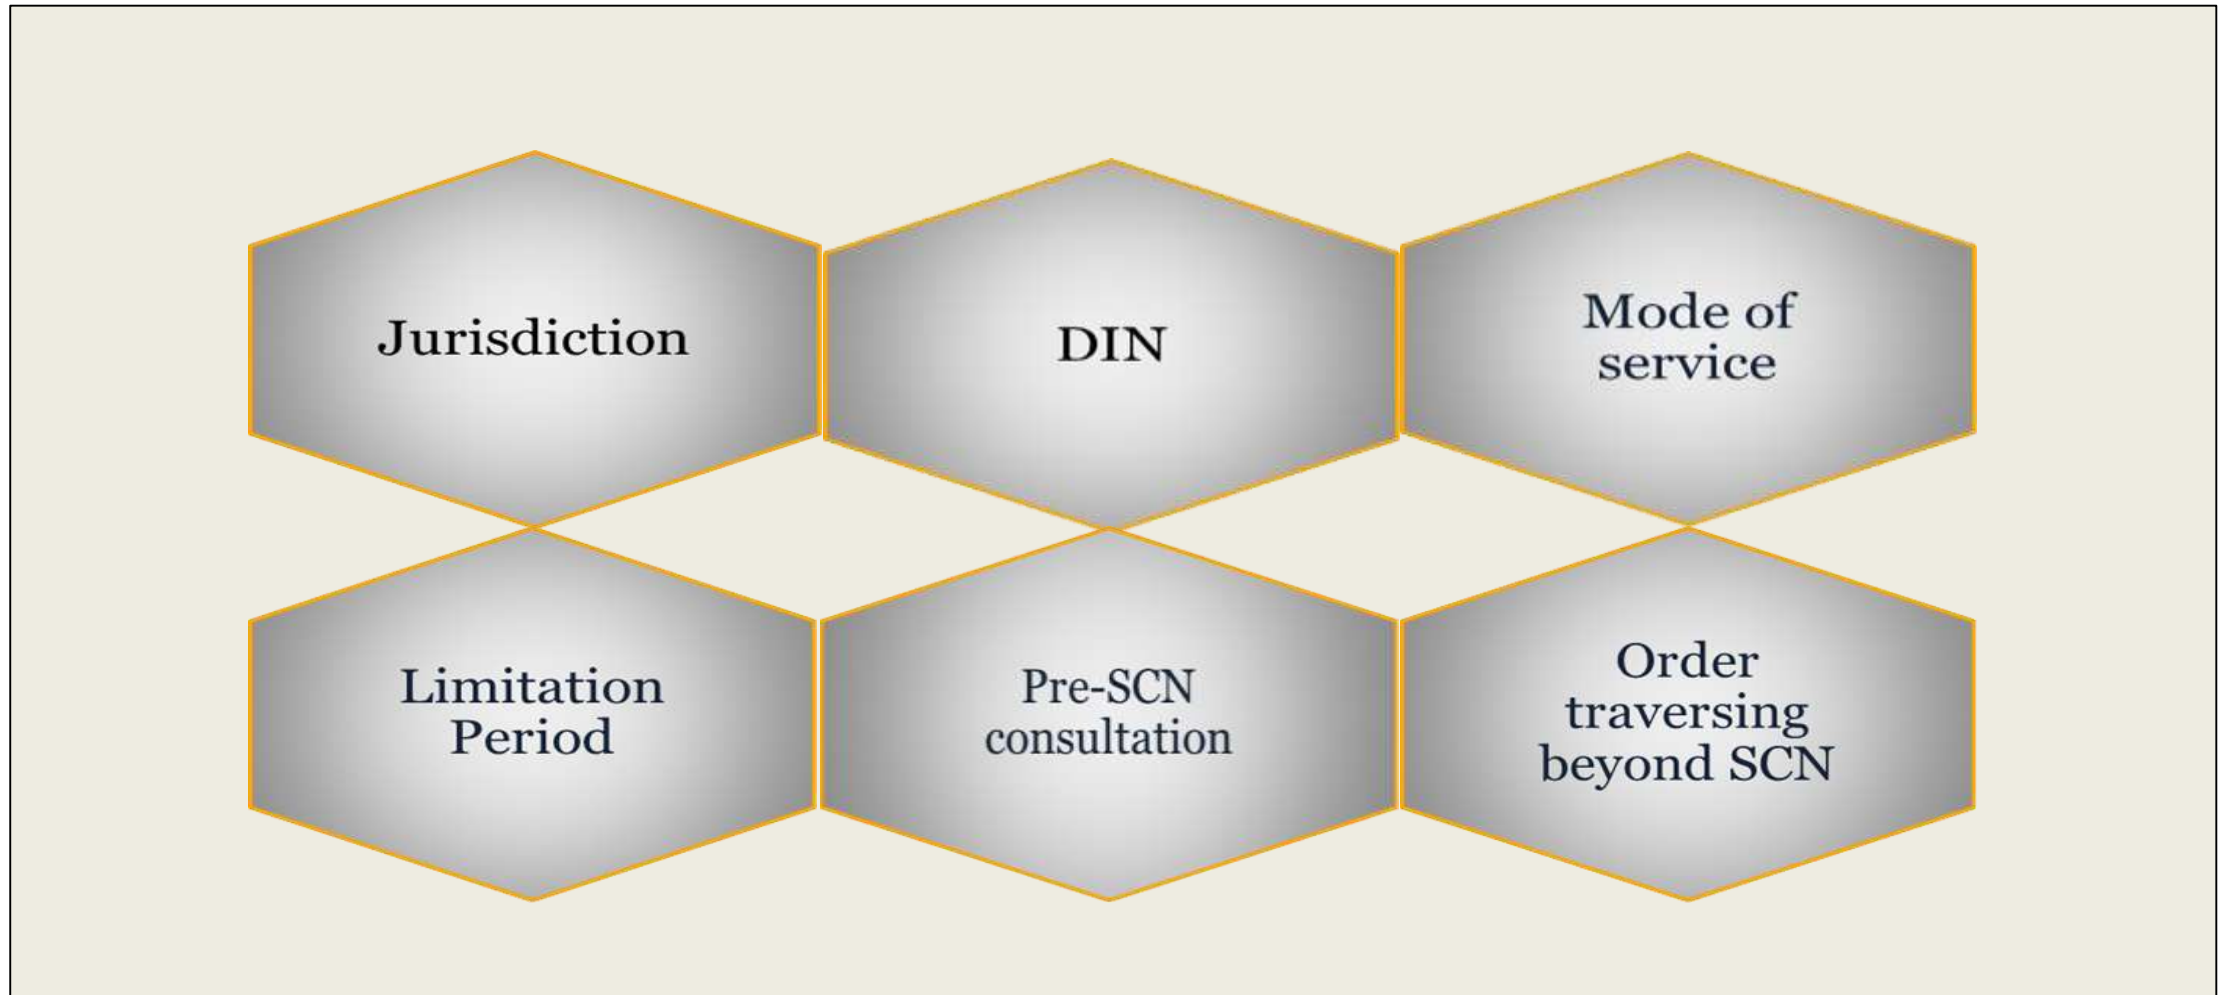 Jurisdiction
DIN
Mode of
service
Limitation
Period
Pre-SCN
consultation
Order
traversing
beyond SCN